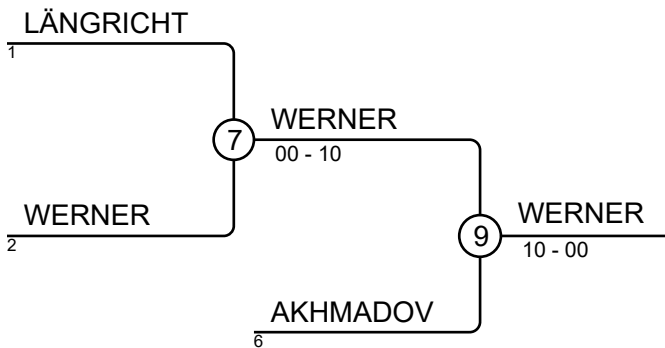 LÄNGRICHT
1
7
WERNER
00 - 10
WERNER
2
9
WERNER
10 - 00
AKHMADOV
6